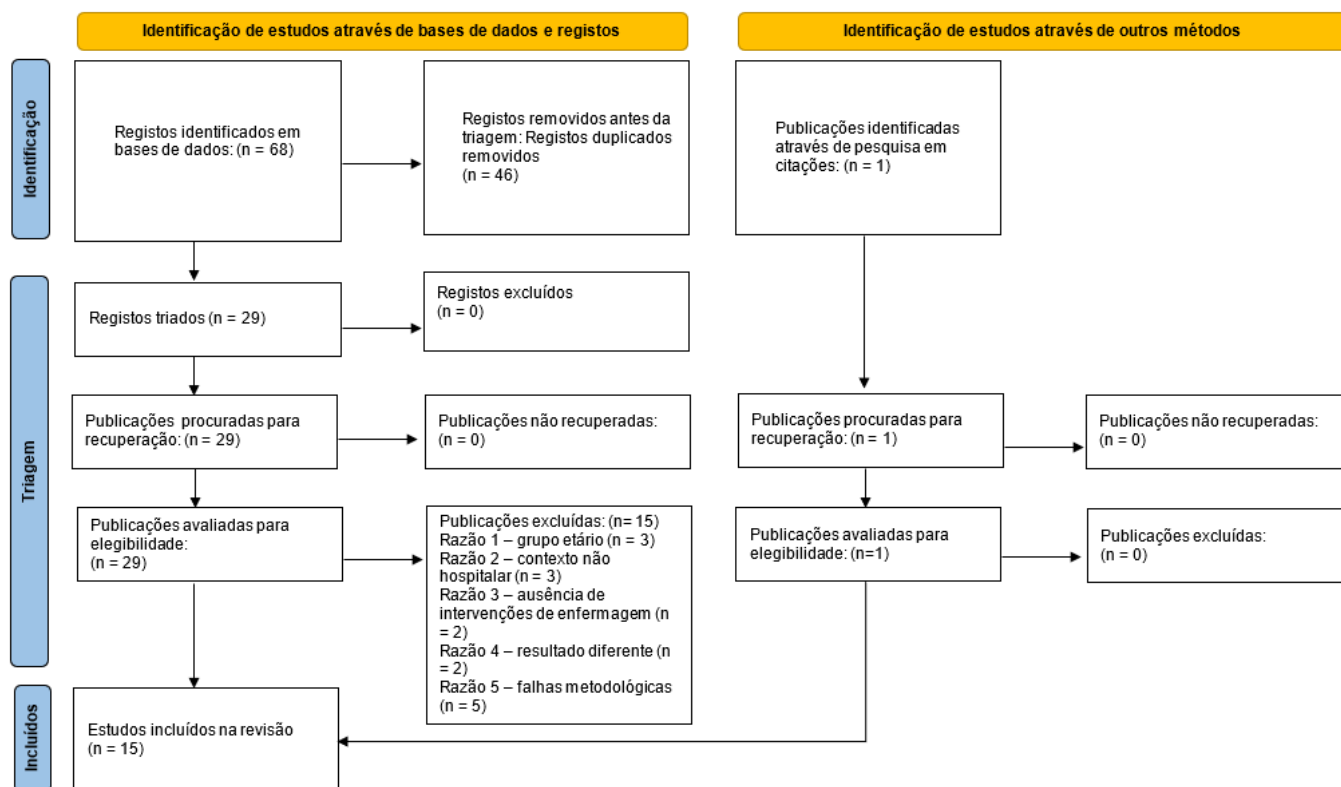 Identificação de estudos através de bases de dados e registos
Identificação de estudos através de outros métodos
Identificação
Registos identificados em
bases de dados: (n = 68)
Registos removidos antes da
triagem: Registos duplicados
removidos
(n = 46)
Publicações identificadas
através de pesquisa em
citações: (n = 1)
Triagem
Registos triados (n = 29)
Registos excluídos
(n = 0)
Publicações procuradas para
recuperação: (n = 29)
Publicações não recuperadas:
(n = 0)
Publicações procuradas para
recuperação: (n = 1)
Publicações não recuperadas:
(n = 0)
Publicações avaliadas para
elegibilidade:
(n = 29)
Publicações excluídas: (n= 15)
Razão 1 – grupo etário (n = 3)
Razão 2 – contexto não
hospitalar (n = 3)
Razão 3 – ausência de
intervenções de enfermagem (n
= 2)
Razão 4 – resultado diferente (n
= 2)
Razão 5 – falhas metodológicas
(n = 5)
Publicações avaliadas para
elegibilidade: (n=1)
Publicações excluídas:
(n = 0)
Incluídos
Estudos incluídos na revisão
(n = 15)